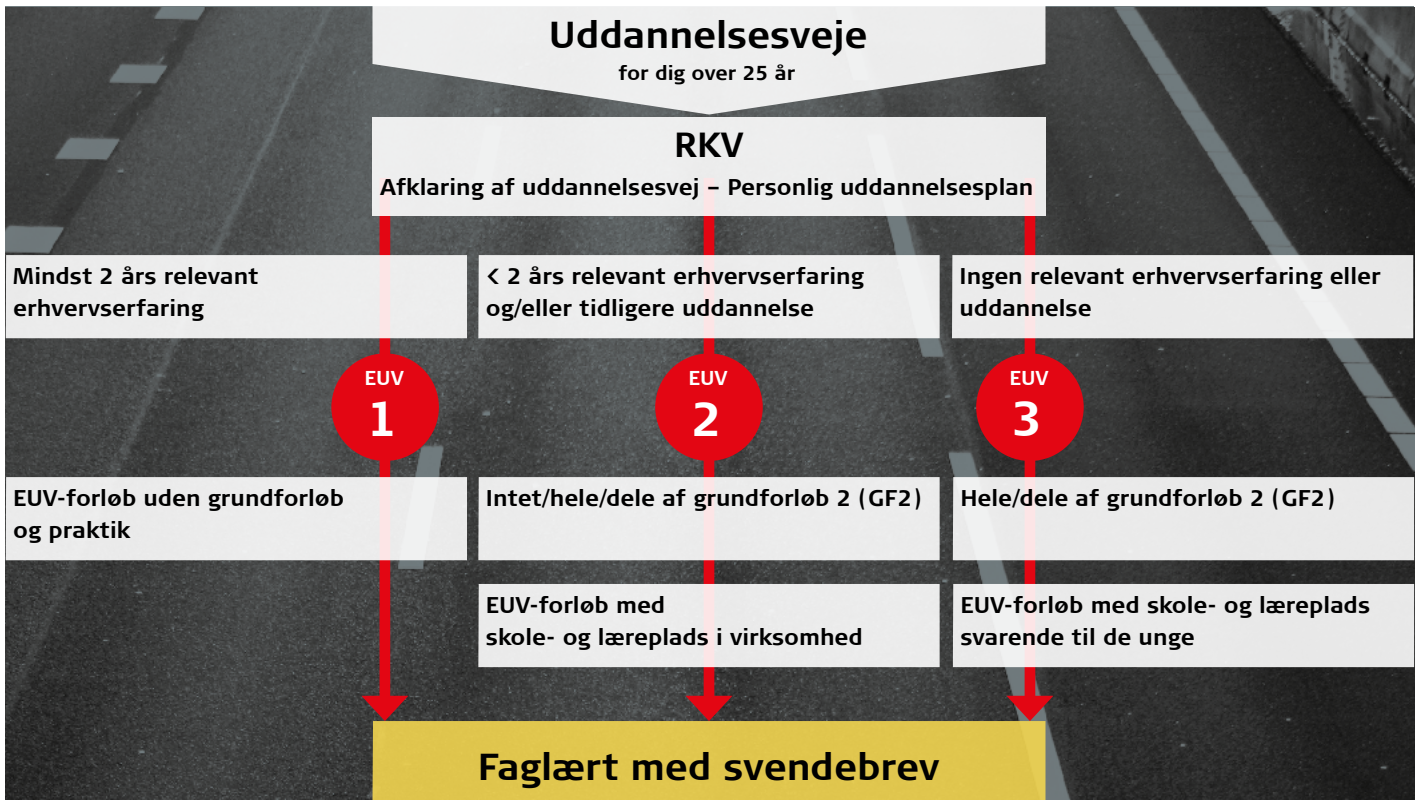 Uddannelsesveje
for dig over 25 år
RKV
Afklaring af uddannelsesvej – Personlig uddannelsesplan
Mindst 2 års relevant
erhvervserfaring
< 2 års relevant erhvervserfaring
og/eller tidligere uddannelse
Ingen relevant erhvervserfaring eller
uddannelse
EUV
1
EUV
2
EUV
3
EUV-forløb uden grundforløb
og praktik
Intet/hele/dele af grundforløb 2 (GF2)
Hele/dele af grundforløb 2 (GF2)
EUV-forløb med
skole- og læreplads i virksomhed
EUV-forløb med skole- og læreplads
svarende til de unge
Faglært med svendebrev